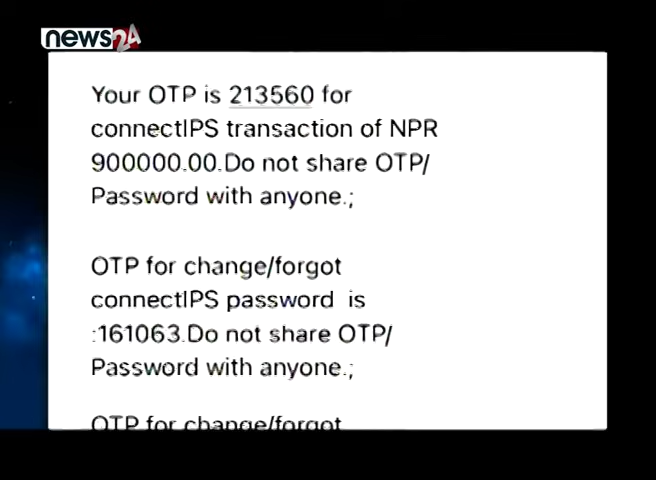 news24
Your OTP is 213560 for
connectIPS transaction of NPR
900000.00.Do not share OTP/
Password with anyone.;
OTP for change/forgot
connectIPS password is
:161063.Do not share OTP/
Password with anyone.;
OTP for change/forgot